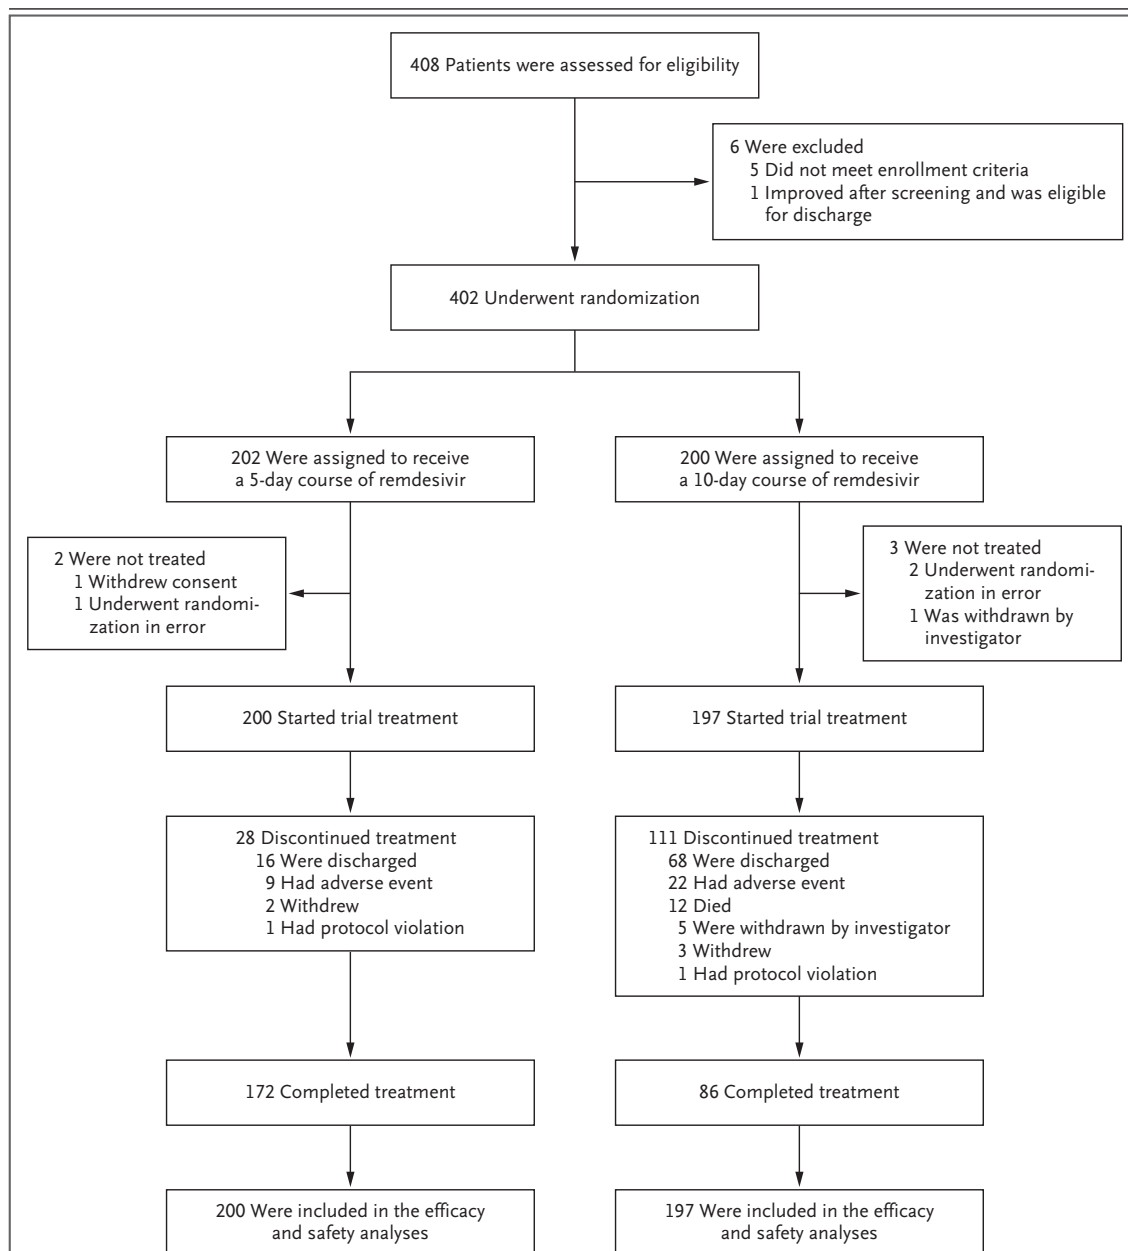 408 Patients were assessed for eligibility
6 Were excluded
5 Did not meet enrollment criteria
1 Improved after screening and was eligible
for discharge
402 Underwent randomization
202 Were assigned to receive
a 5-day course of remdesivir
200 Were assigned to receive
a 10-day course of remdesivir
2 Were not treated
1 Withdrew consent
1 Underwent randomi-
zation in error
3 Were not treated
2 Underwent randomi-
zation in error
1 Was withdrawn by
investigator
200 Started trial treatment
197 Started trial treatment
28 Discontinued treatment
16 Were discharged
9 Had adverse event
2 Withdrew
1 Had protocol violation
111 Discontinued treatment
68 Were discharged
22 Had adverse event
12 Died
5 Were withdrawn by investigator
3 Withdrew
1 Had protocol violation
172 Completed treatment
86 Completed treatment
200 Were included in the efficacy
and safety analyses
197 Were included in the efficacy
and safety analyses